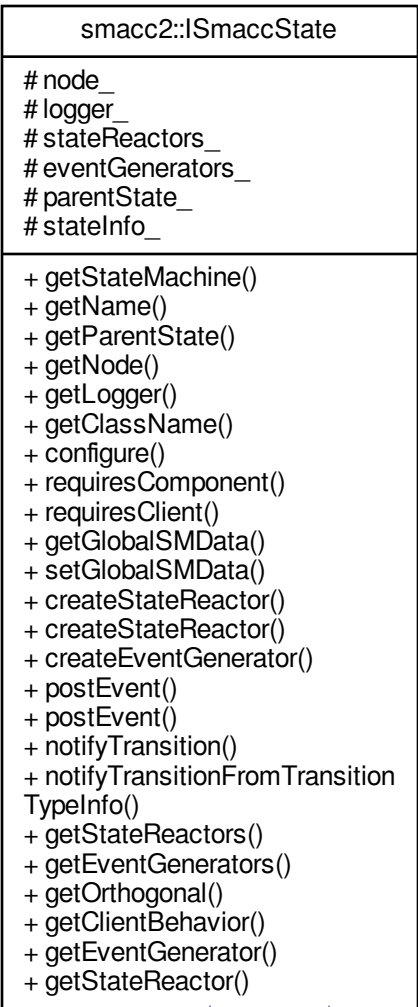 smacc2::ISmaccState
# node_
# logger_
# stateReactors_
# eventGenerators_
# parentState_
# stateInfo_
+ getStateMachine()
+ getName()
+ getParentState()
+ getNode()
+ getLogger()
+ getClassName()
+ configure()
+ requiresComponent()
+ requiresClient()
+ getGlobalSMData()
+ setGlobalSMData()
+ createStateReactor()
+ createStateReactor()
+ createEventGenerator()
+ postEvent()
+ postEvent()
+ notifyTransition()
+ notifyTransitionFromTransition
TypeInfo()
+ getStateReactors()
+ getEventGenerators()
+ getOrthogonal()
+ getClientBehavior()
+ getEventGenerator()
+ getStateReactor()